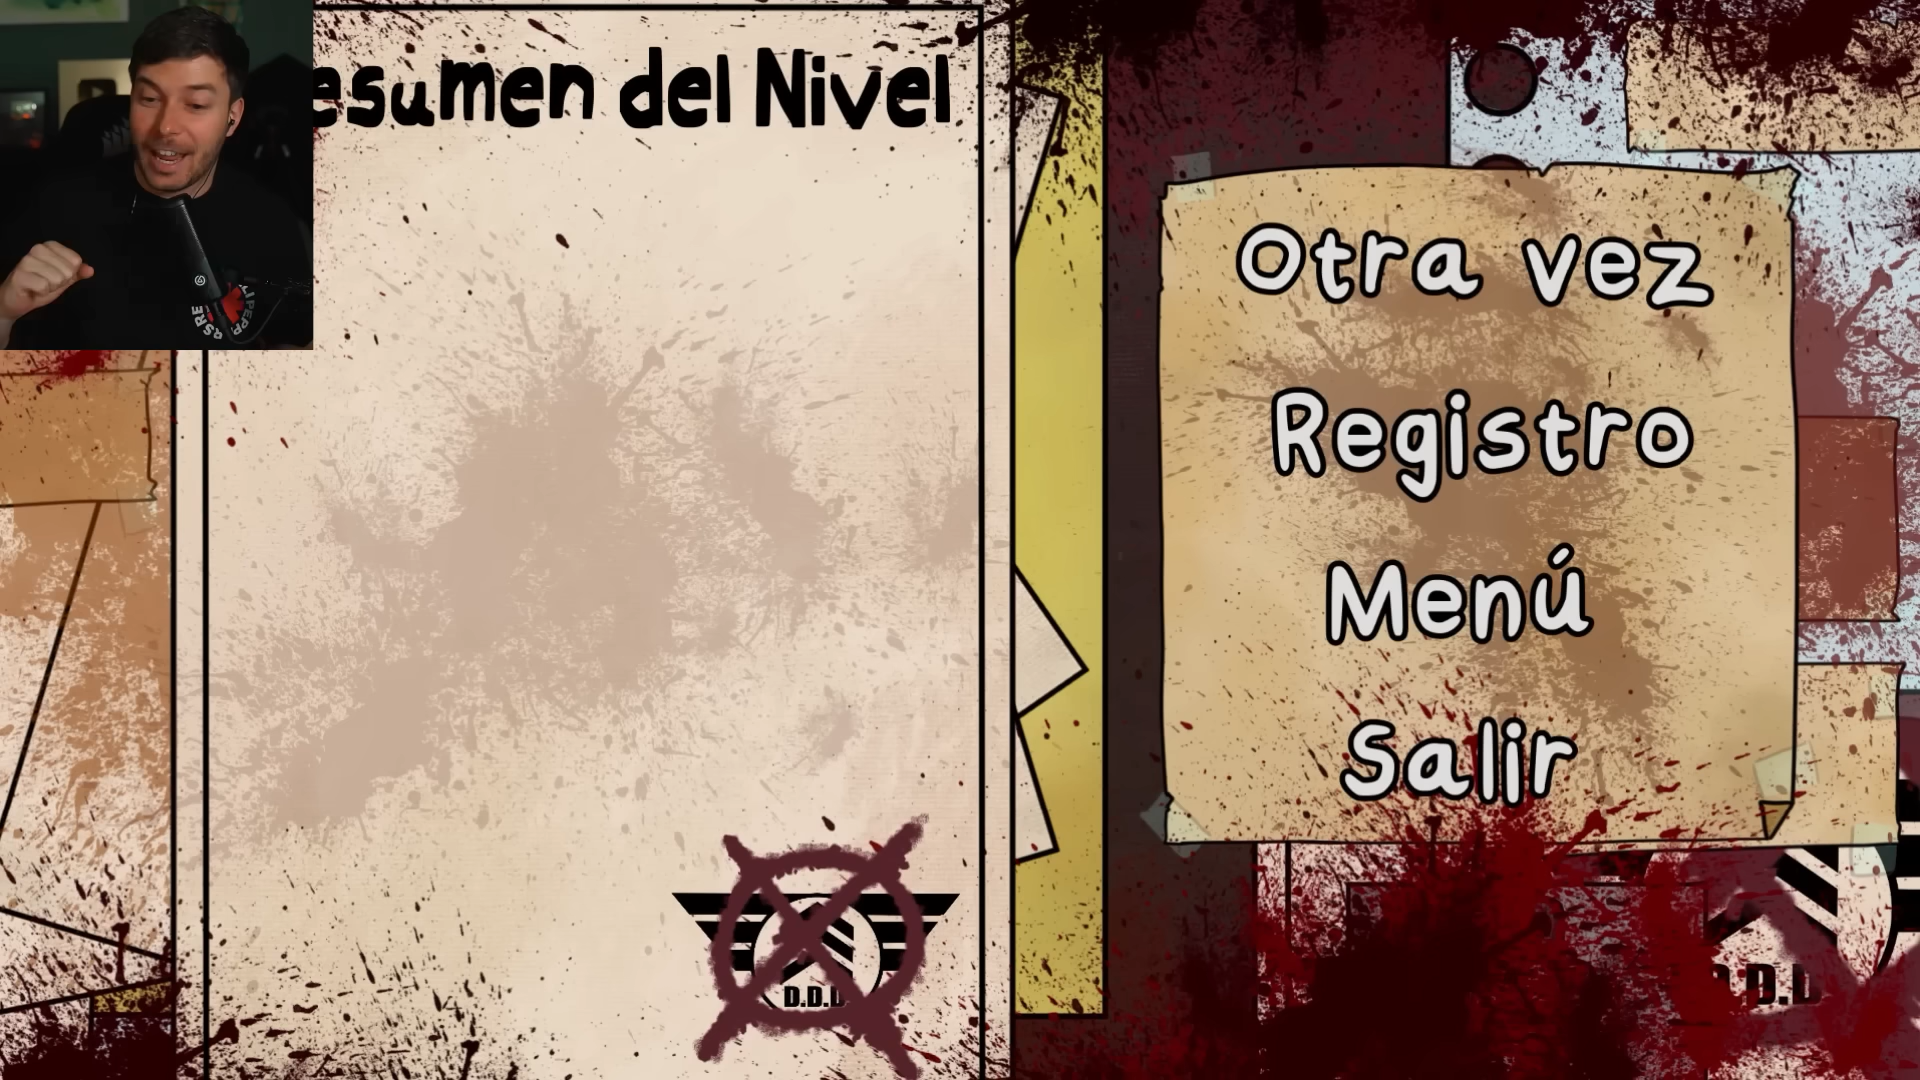 esumen del Nivel
Otra vez
Registro
Menú
Salir
D.D.D
D.D.